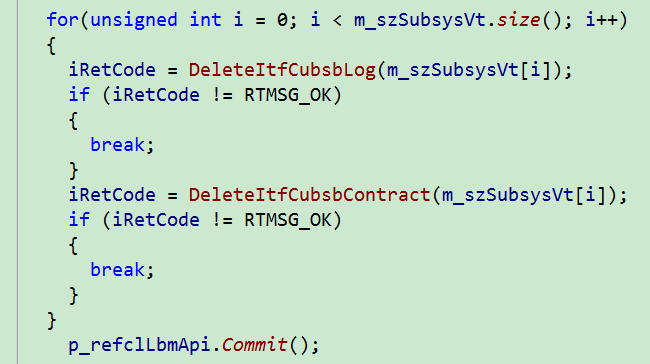 for(unsigned int i = 0; i < m_szSubsysVt.size(); i++)
{
iRetCode = DeleteItfCubsbLog(m_szSubsysVt[i]);
if (iRetCode != RTMSG_OK)
{
break;
}
iRetCode = DeleteItfCubsbContract(m_szSubsysVt[i]);
if (iRetCode != RTMSG_OK)
{
break;
}
}
p_refclLbmApi.Commit();